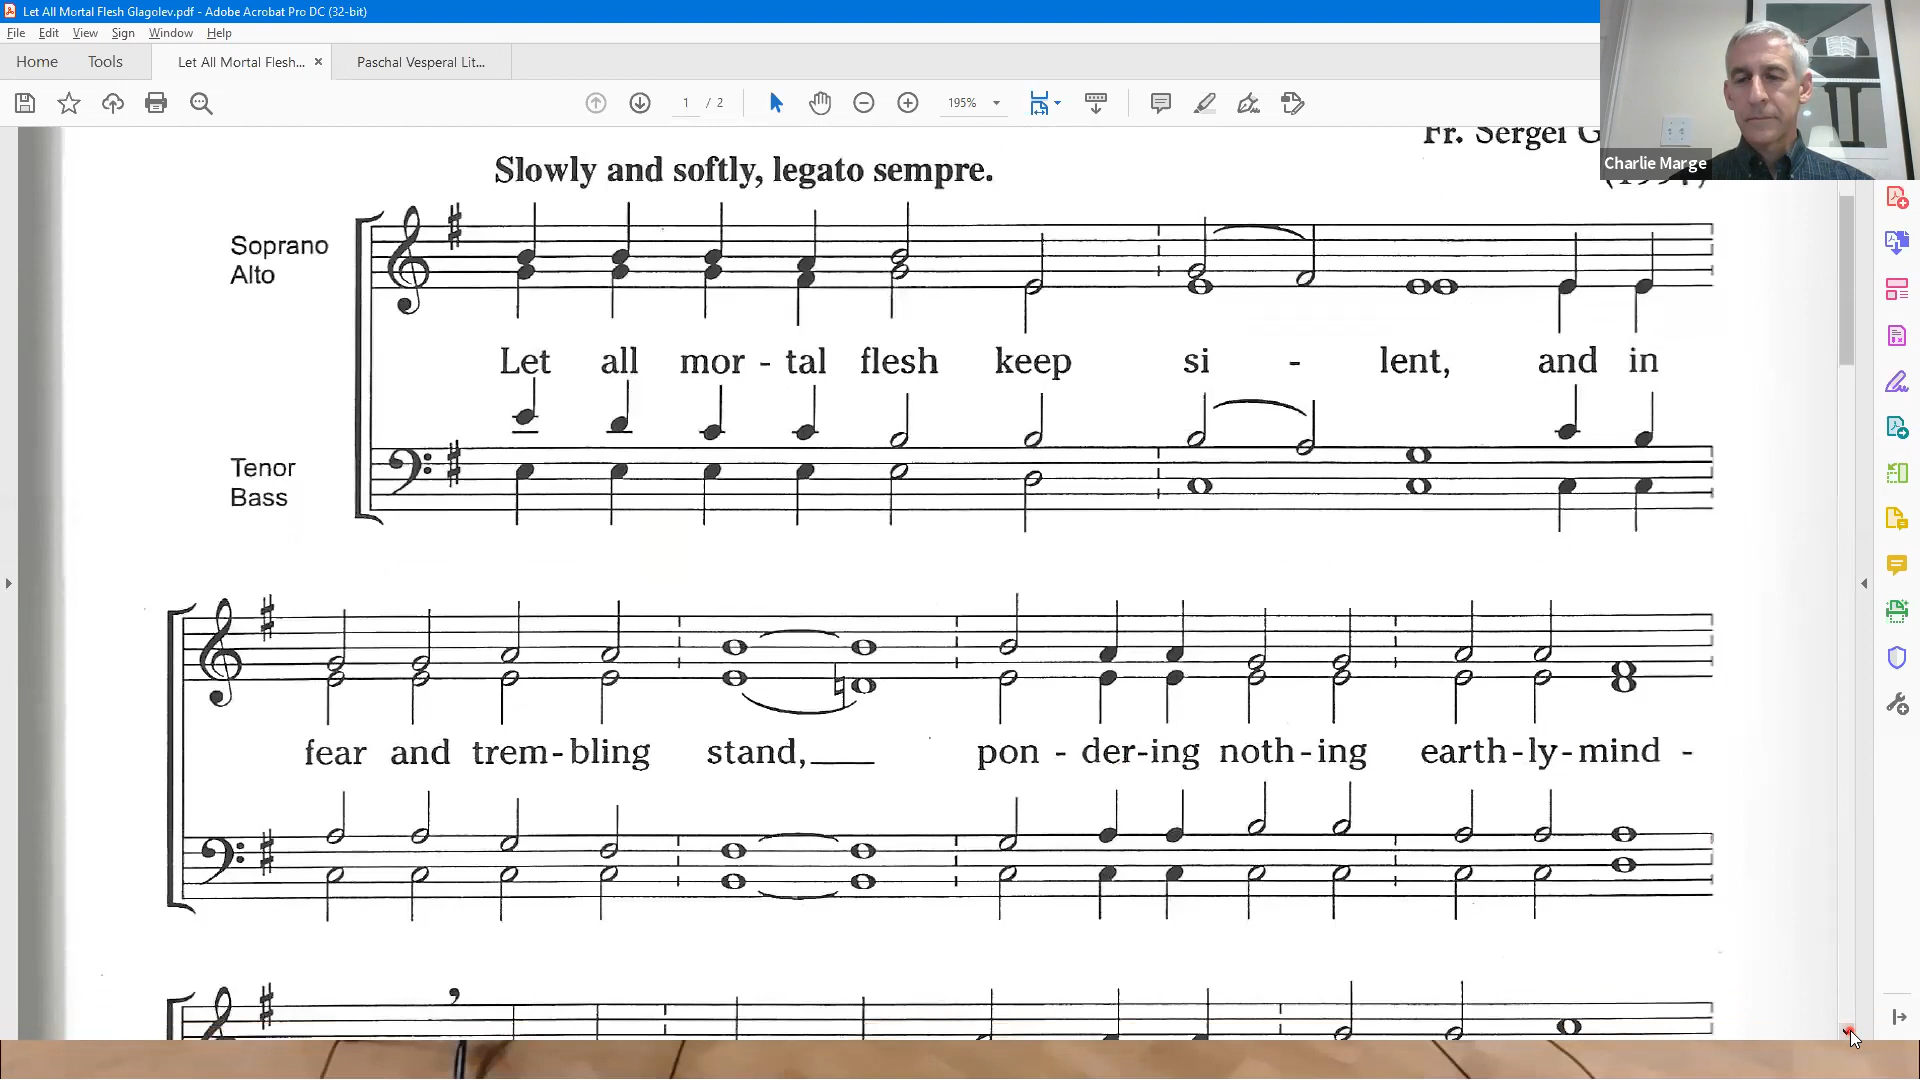 Let All Mortal Flesh Glagolev.pdf - Adobe Acrobat Pro DC (32-bit)
File Edit View Sign Window Help
Home Tools Let All Mortal Flesh... × Paschal Vesperal Lit...
1 / 2 195%
Fr. Sergei G
Charlie Marge
Slowly and softly, legato sempre.
Soprano
Alto
Let all mor - tal flesh keep si - lent, and in
Tenor
Bass
fear and trem - bling stand,___ pon - der - ing noth - ing earth - ly - mind -